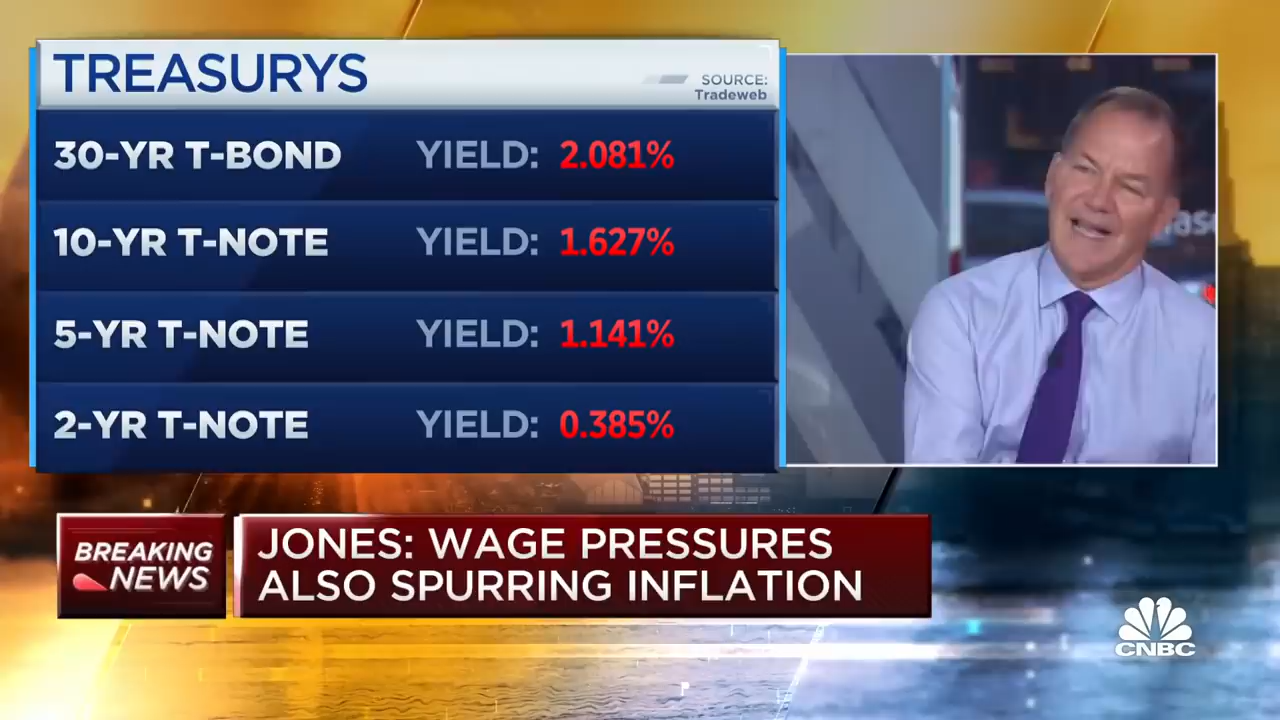 TREASURYS
SOURCE:
Tradeweb
30-YR T-BOND YIELD: 2.081%
10-YR T-NOTE YIELD: 1.627%
5-YR T-NOTE YIELD: 1.141%
2-YR T-NOTE YIELD: 0.385%
BREAKING
NEWS
JONES: WAGE PRESSURES
ALSO SPURRING INFLATION
CNBC